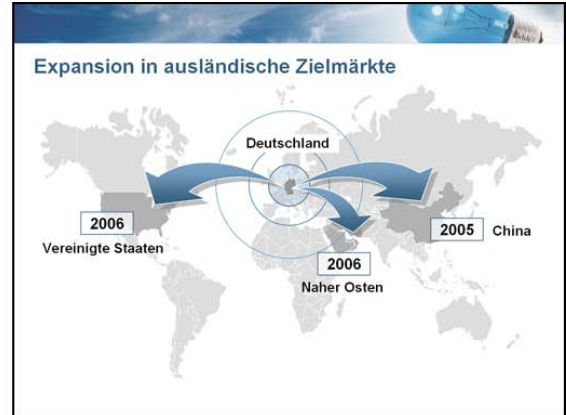 Expansion in ausländische Zielmärkte
Deutschland
2006
Vereinigte Staaten
2006
Naher Osten
2005
China